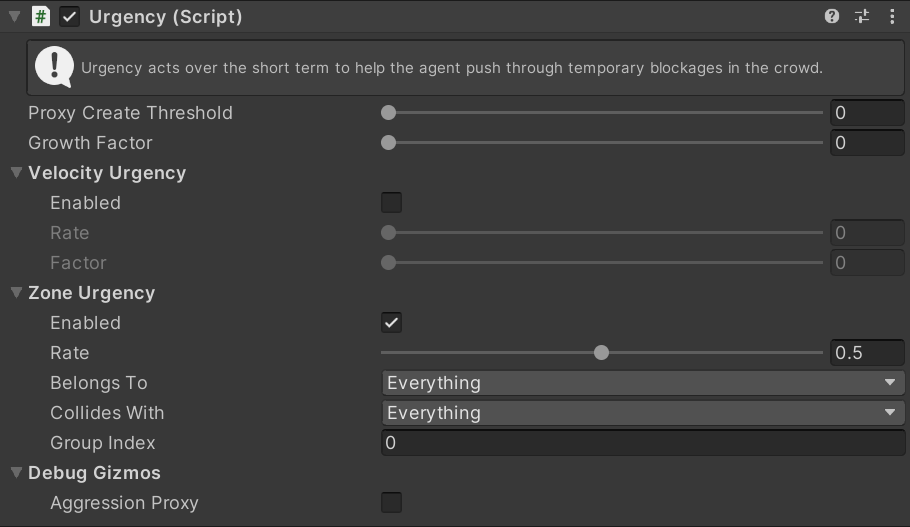 # Urgency (Script)
! Urgency acts over the short term to help the agent push through temporary blockages in the crowd.
Proxy Create Threshold 0
Growth Factor 0
Velocity Urgency
Enabled
Rate 0
Factor 0
Zone Urgency
Enabled
Rate 0.5
Belongs To Everything
Collides With Everything
Group Index 0
Debug Gizmos
Aggression Proxy